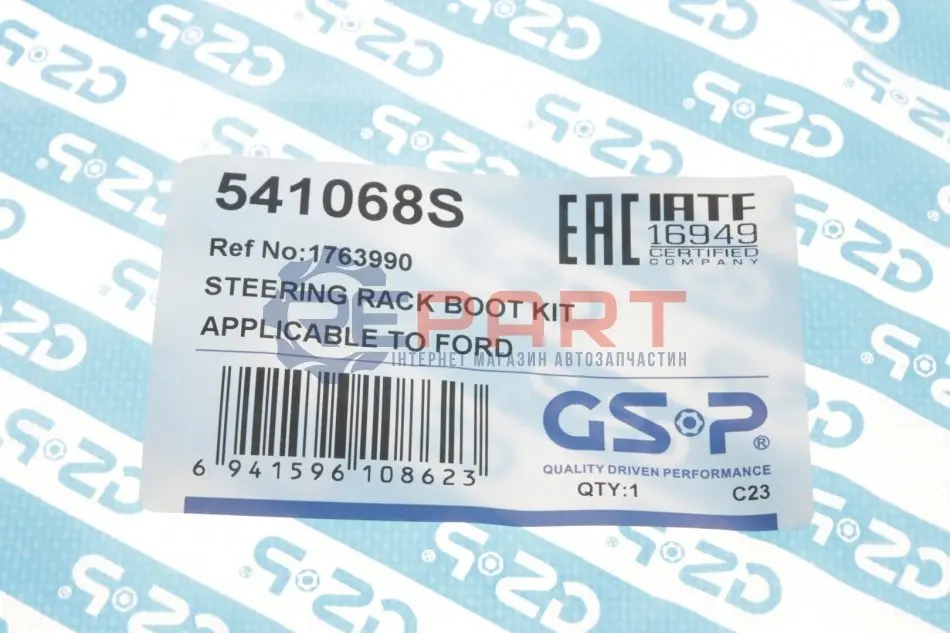 541068S
EAC
IATF
16949
CERTIFIED
COMPANY
Ref No:1763990
STEERING RACK BOOT KIT
APPLICABLE TO FORD
EPART
ІНТЕРНЕТ МАГАЗИН АВТОЗАПЧАСТИН
6 941596 108623
GSP®
QUALITY DRIVEN PERFORMANCE
QTY:1
C23